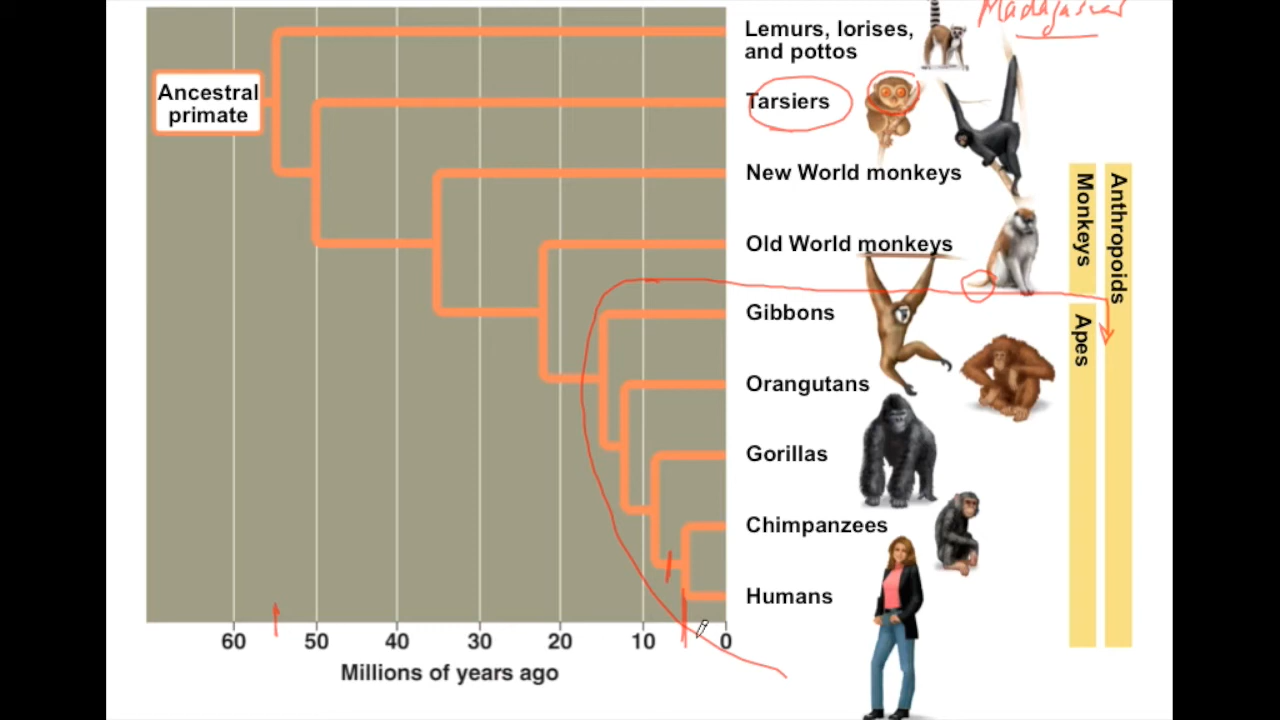 Madagascar
Lemurs, lorises,
and pottos
Ancestral
primate
Tarsiers
New World monkeys
Old World monkeys
Gibbons
Orangutans
Gorillas
Chimpanzees
Humans
Monkeys
Apes
Anthropoids
60 50 40 30 20 10 0
Millions of years ago